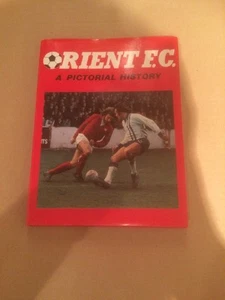 ORIENT F.C.
A PICTORIAL HISTORY